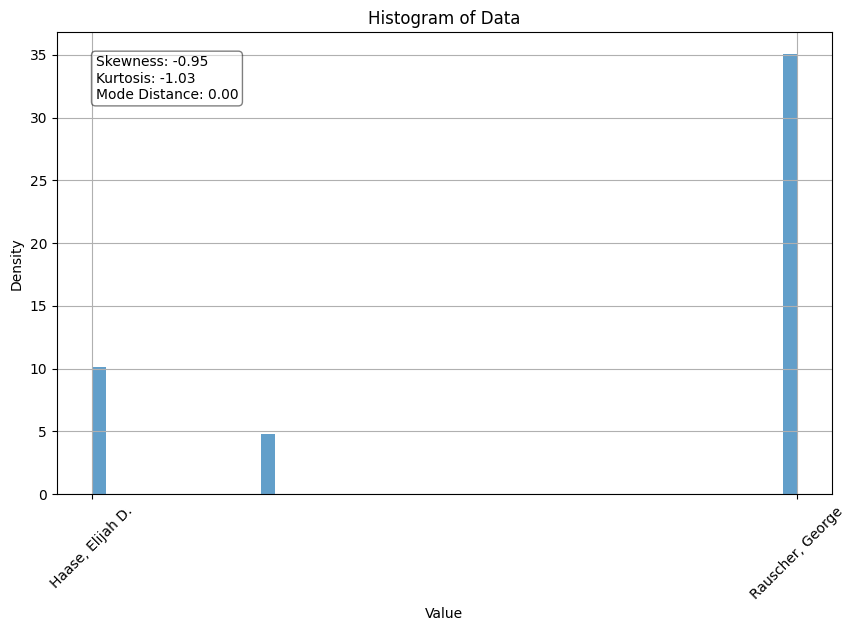 Histogram of Data
Skewness: -0.95
Kurtosis: -1.03
Mode Distance: 0.00
Density
35
30
25
20
15
10
5
0
Haase, Elijah D.
Rauscher, George
Value